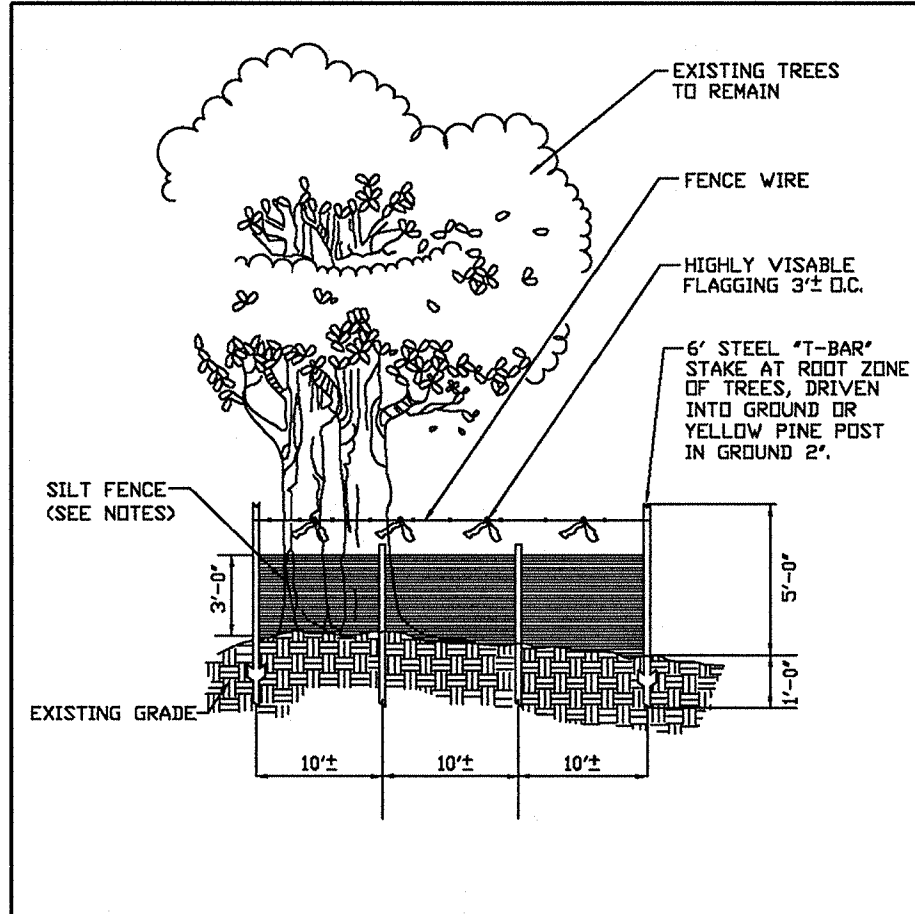 EXISTING TREES
TO REMAIN
FENCE WIRE
HIGHLY VISABLE
FLAGGING 3'± O.C.
6' STEEL "T-BAR"
STAKE AT ROOT ZONE
OF TREES, DRIVEN
INTO GROUND OR
YELLOW PINE POST
IN GROUND 2".
SILT FENCE
(SEE NOTES)
3'-0"
5'-0"
1'-0"
EXISTING GRADE
10'±
10'±
10'±